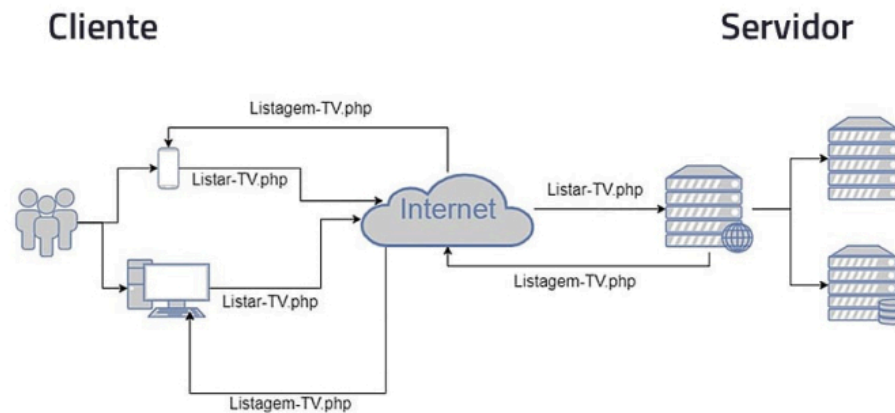 Cliente
Servidor
Listagem-TV.php
Listar-TV.php
Internet
Listar-TV.php
Listagem-TV.php
Listar-TV.php
Listagem-TV.php